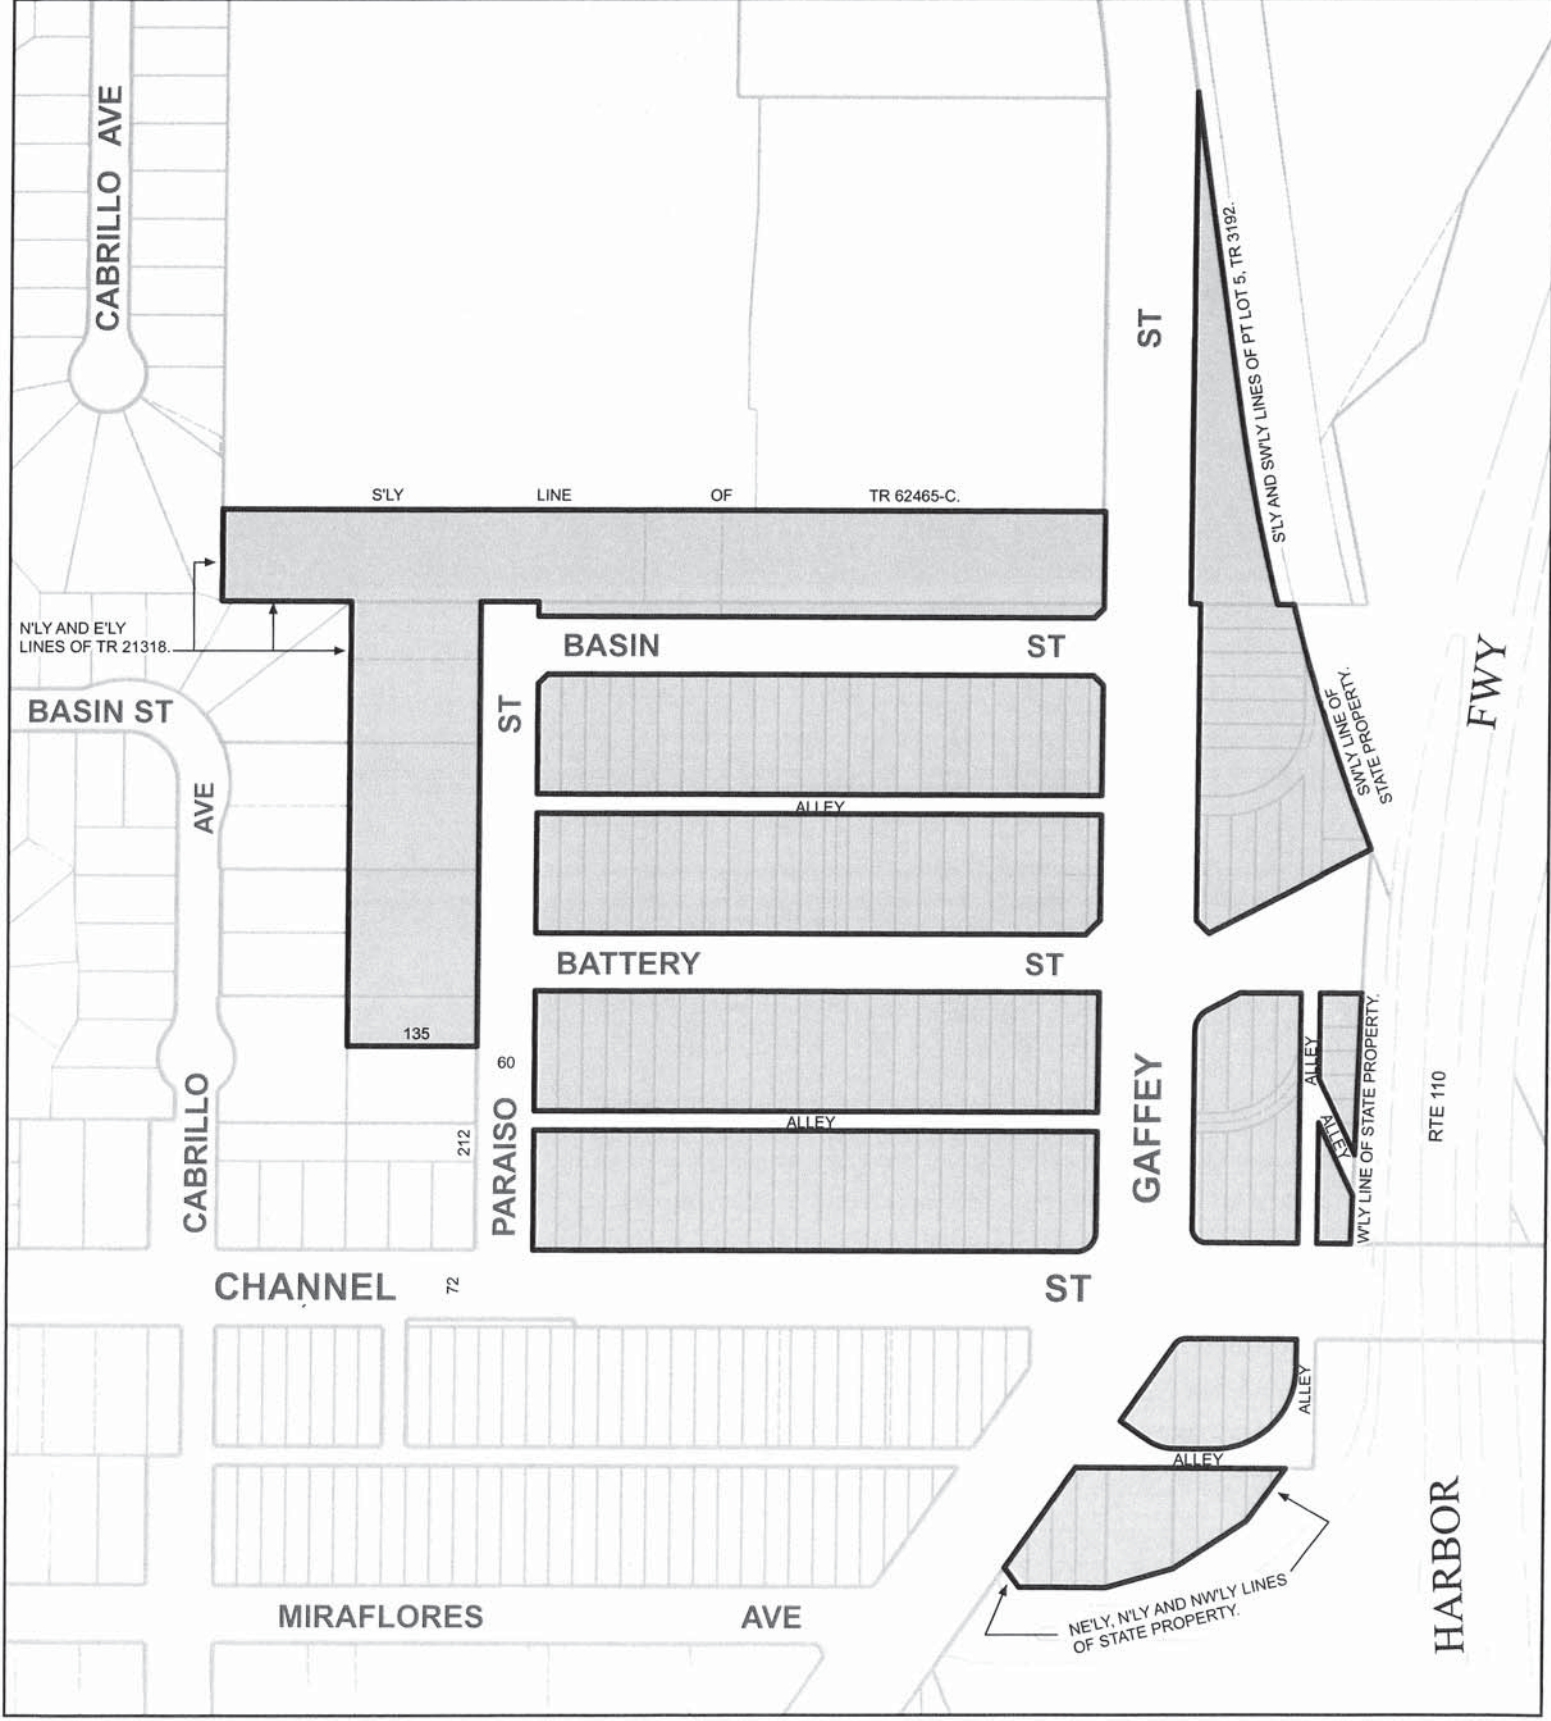 CABRILLO AVE
ST
S'LY AND SW'LY LINES OF PT LOT 5, TR 3192.
S'LY LINE OF TR 62465-C.
N'LY AND E'LY
LINES OF TR 21318.
BASIN ST
BASIN ST
ST
AVE
SW'LY LINE OF
STATE PROPERTY.
FWY
ALLEY
BATTERY ST
135
60
ALLEY
ALLEY
ALLEY
W'LY LINE OF STATE PROPERTY.
RTE 110
GAFFEY
PARAISO
212
CABRILLO
CHANNEL ST
72
ALLEY
ALLEY
HARBOR
NE'LY, N'LY AND NW'LY LINES
OF STATE PROPERTY.
MIRAFLORES AVE